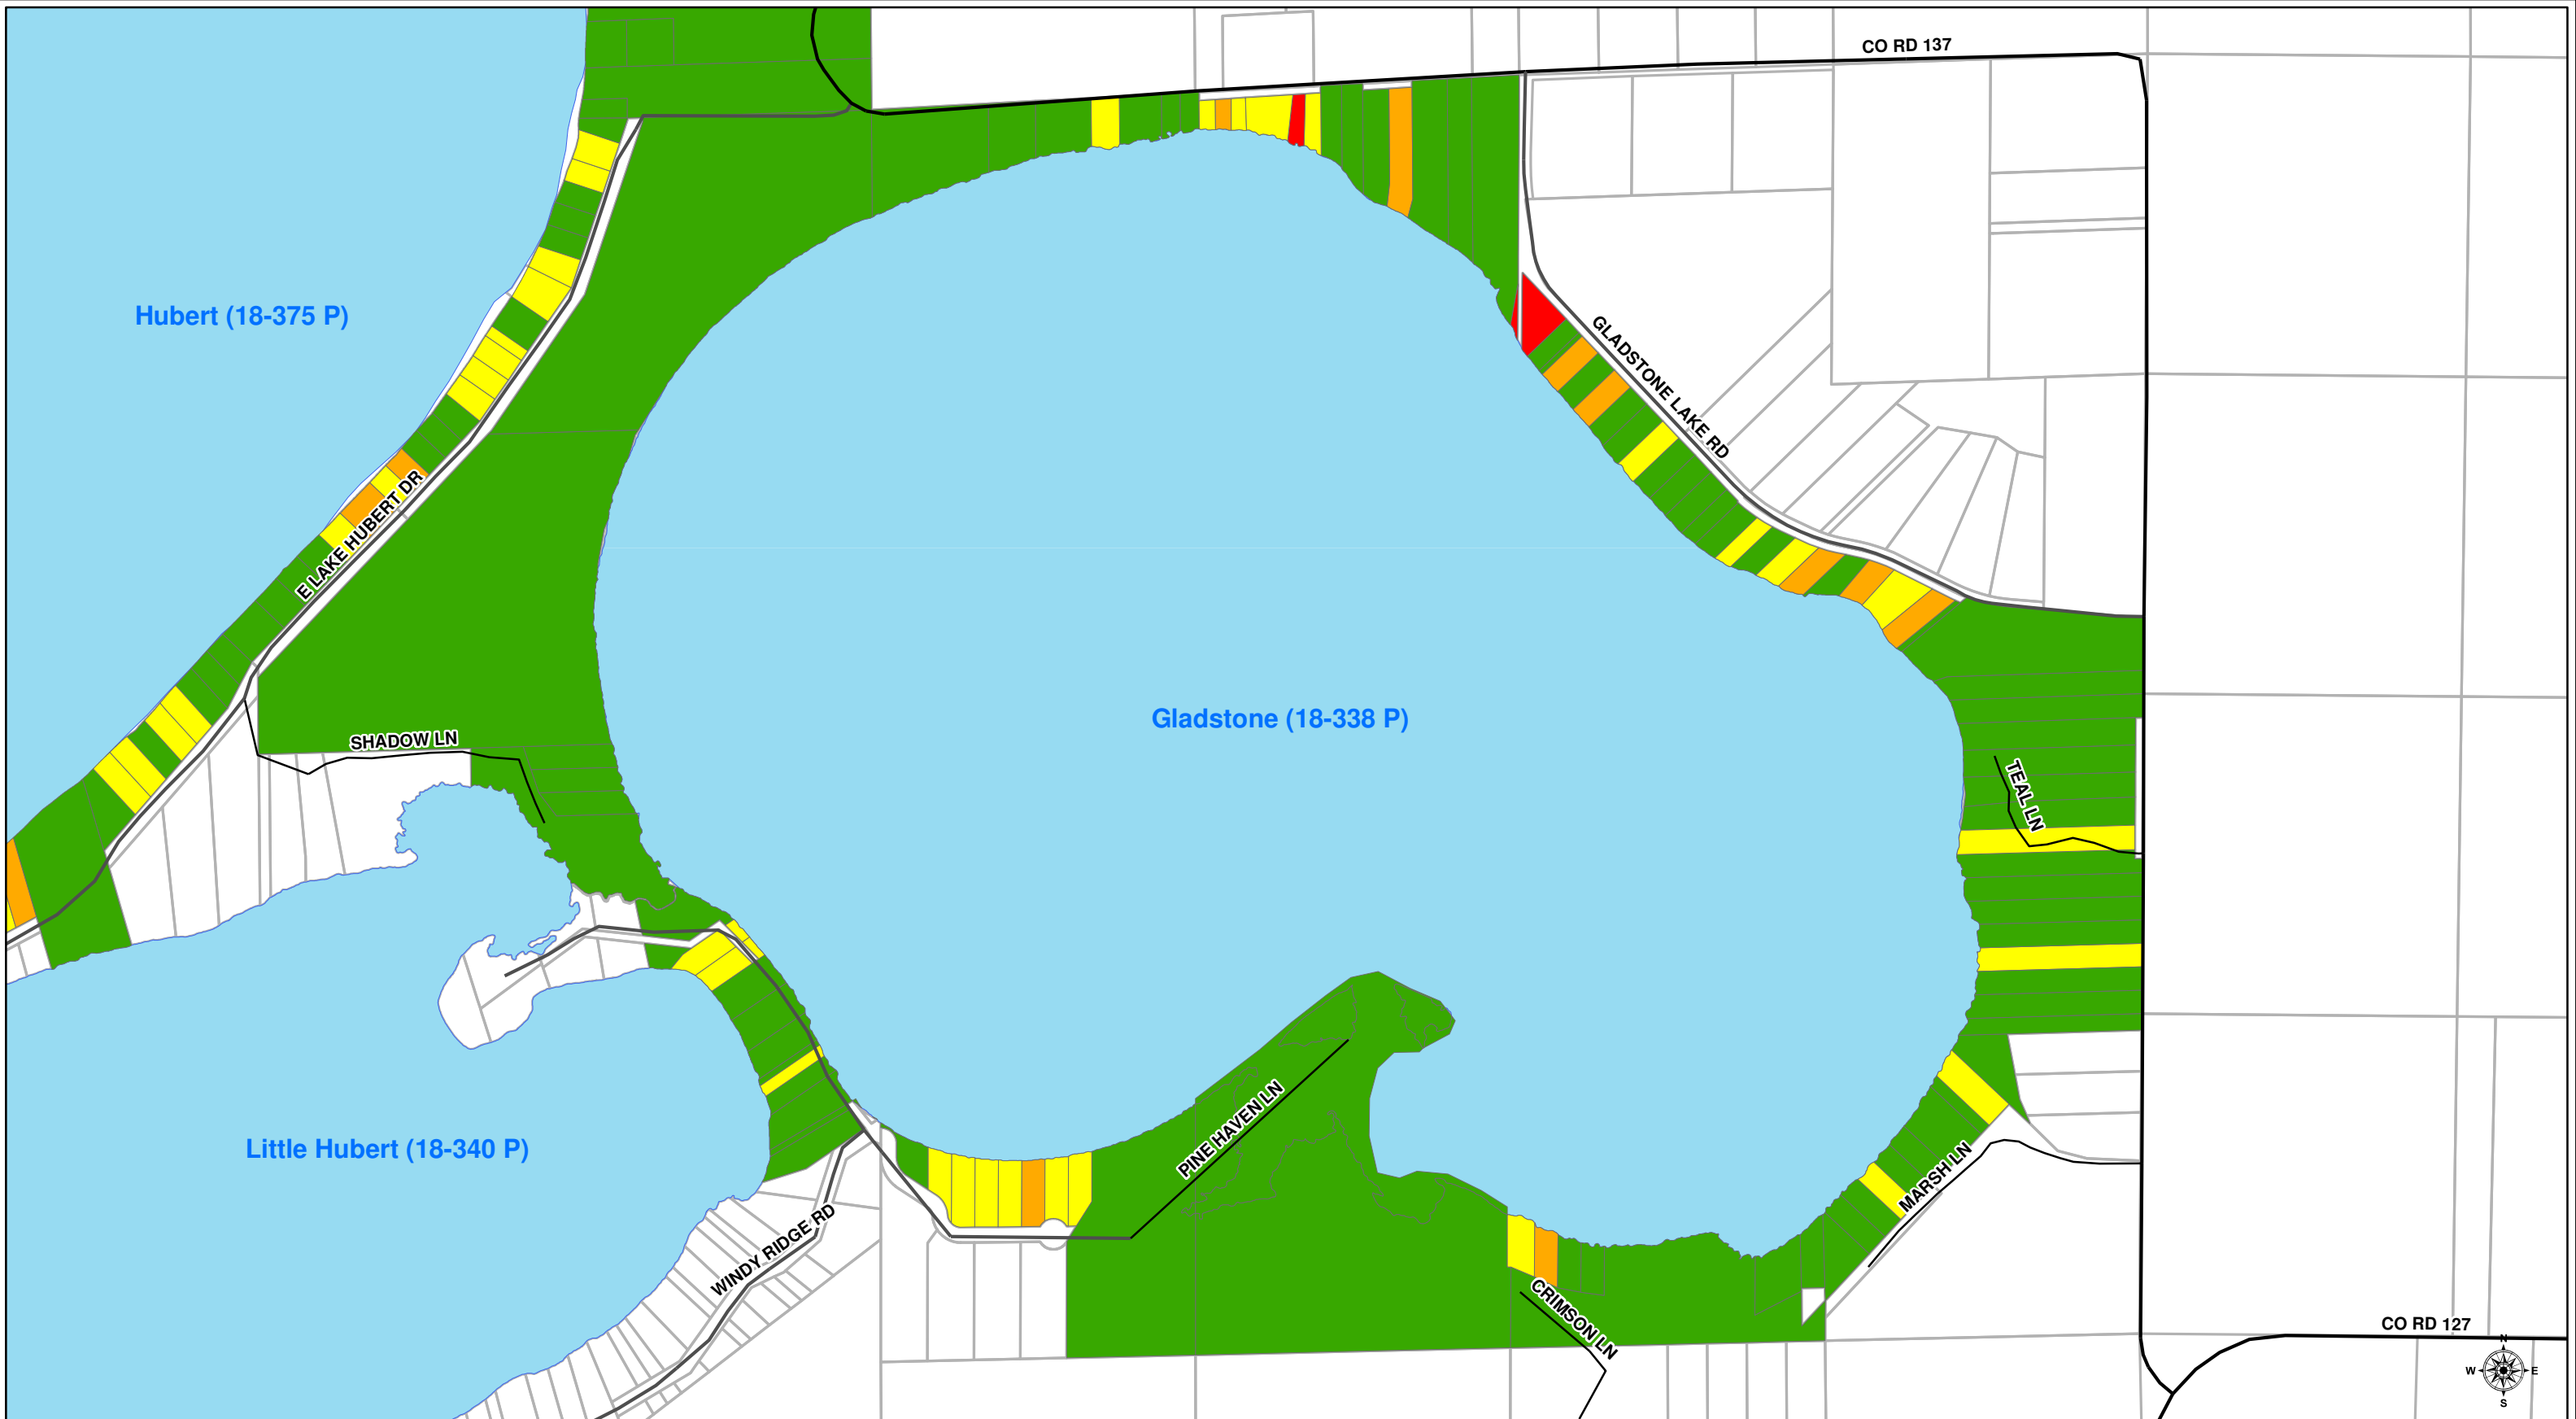 CO RD 137
Hubert (18-375 P)
GLADSTONE LAKE RD
E LAKE HUBERT DR
Gladstone (18-338 P)
SHADOW LN
TEAL LN
PINE HAVEN LN
Little Hubert (18-340 P)
MARSH LN
WINDY RIDGE RD
CRIMSON LN
CO RD 127
N
W E
S